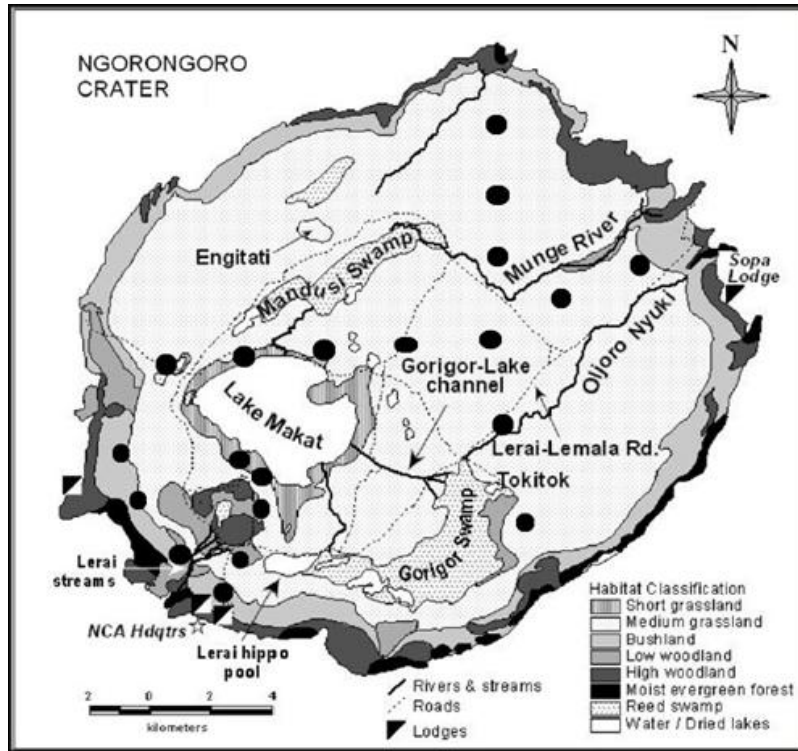 NGORONGORO
CRATER
N
Engitati
Mandusi Swamp
Munge River
Sopa
Lodge
Oljoro Nyuki
Gorigor-Lake
channel
Lake Makat
Lerai-Lemala Rd.
Tokitok
Gorigor Swamp
Lerai
streams
NCA Hdqtrs
Lerai hippo
pool
Habitat Classification
Short grassland
Medium grassland
Bushland
Low woodland
High woodland
Moist evergreen forest
Reed swamp
Water / Dried lakes
Rivers & streams
Roads
Lodges
2 0 2 4
kilometers